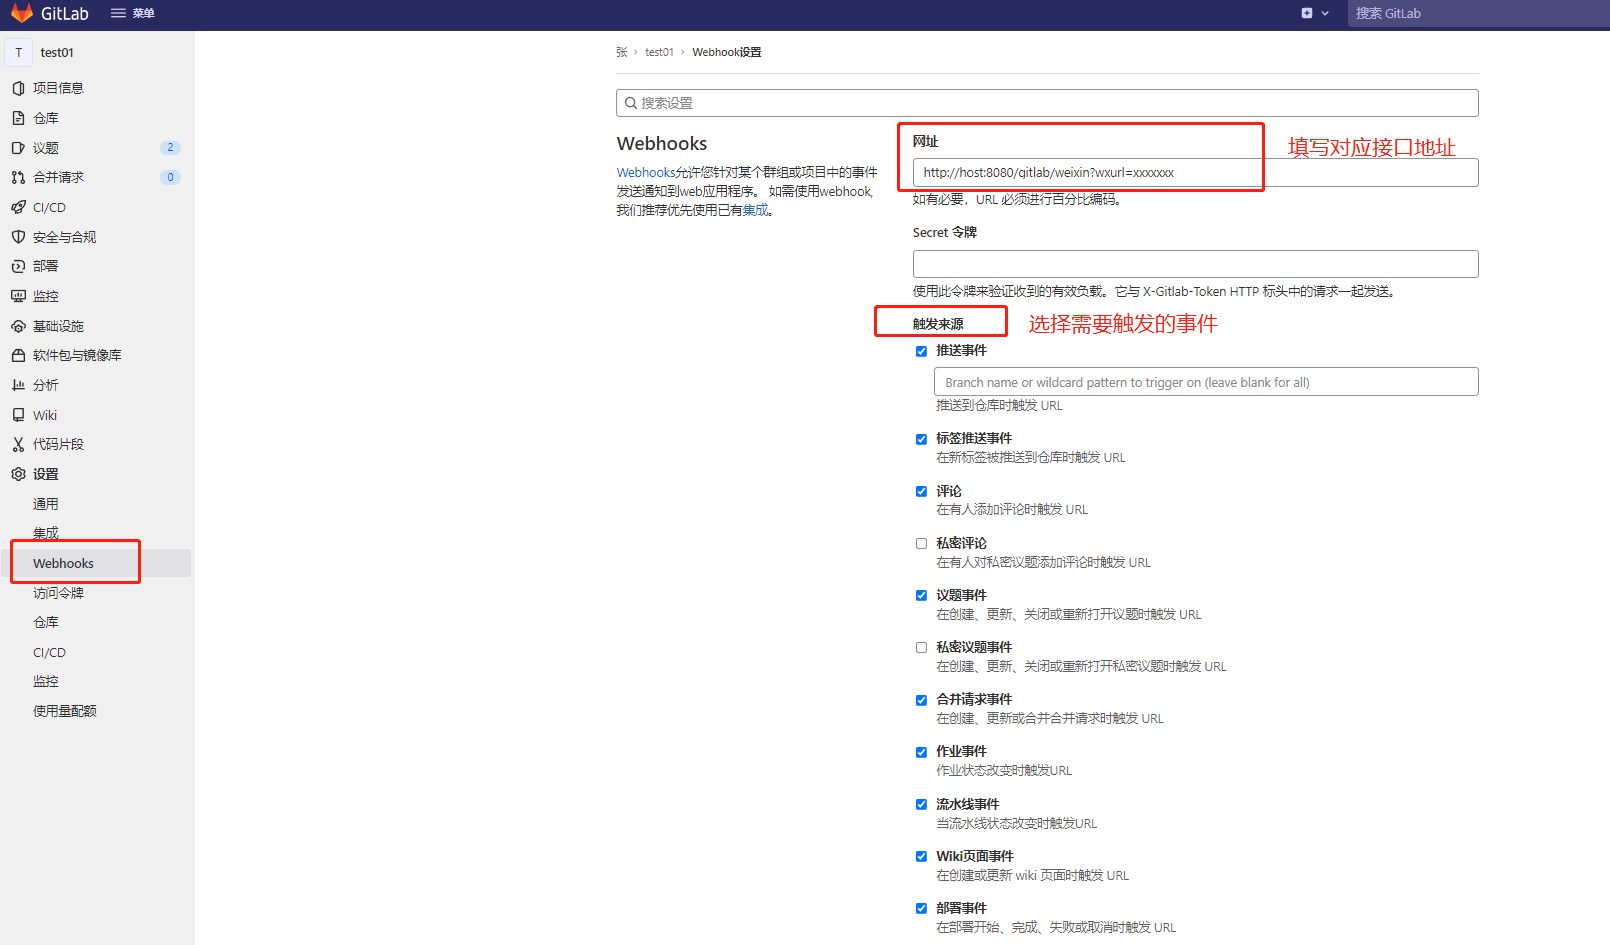 GitLab 菜单 搜索 GitLab
T test01
项目信息
仓库
议题 2
合并请求 0
CI/CD
安全与合规
部署
监控
基础设施
软件包与镜像库
分析
Wiki
代码片段
设置
通用
集成
Webhooks
访问令牌
仓库
CI/CD
监控
使用量配额
张 › test01 › Webhook设置
搜索设置
Webhooks
Webhooks允许您针对某个群组或项目中的事件
发送通知到web应用程序。 如需使用webhook,
我们推荐优先使用已有集成。
网址
填写对应接口地址
http://host:8080/gitlab/weixin?wxurl=xxxxxxx
如有必要，URL 必须进行百分比编码。
Secret 令牌
使用此令牌来验证收到的有效负载。它与 X-Gitlab-Token HTTP 标头中的请求一起发送。
触发来源
选择需要触发的事件
推送事件
Branch name or wildcard pattern to trigger on (leave blank for all)
推送到仓库时触发 URL
标签推送事件
在新标签被推送到仓库时触发 URL
评论
在有人添加评论时触发 URL
私密评论
在有人对私密议题添加评论时触发 URL
议题事件
在创建、更新、关闭或重新打开议题时触发 URL
私密议题事件
在创建、更新、关闭或重新打开私密议题时触发 URL
合并请求事件
在创建、更新或合并合并请求时触发 URL
作业事件
作业状态改变时触发URL
流水线事件
当流水线状态改变时触发URL
Wiki页面事件
在创建或更新 wiki 页面时触发 URL
部署事件
在部署开始、完成、失败或取消时触发 URL